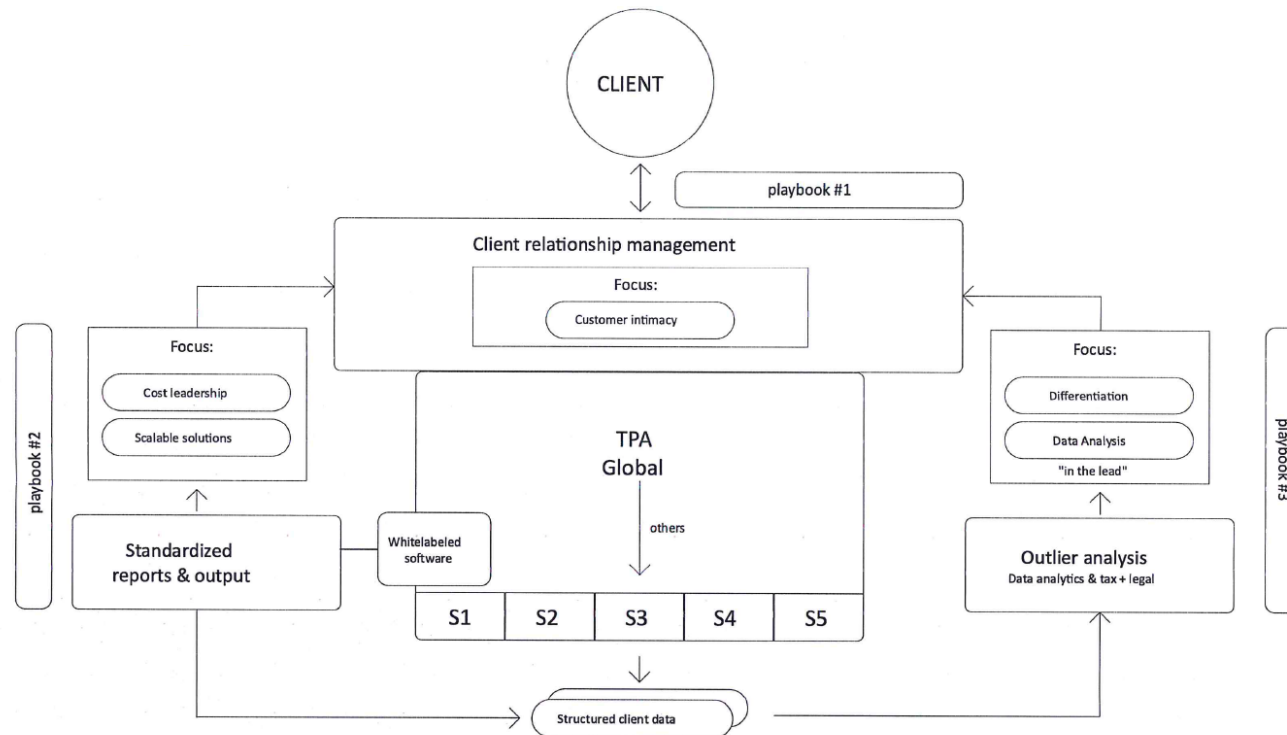 CLIENT
playbook #1
Client relationship management
Focus:
Customer intimacy
playbook #2
Focus:
Cost leadership
Scalable solutions
Standardized
reports & output
Whitelabeled
software
TPA
Global
others
S1 S2 S3 S4 S5
Structured client data
Focus:
Differentiation
Data Analysis
"in the lead"
Outlier analysis
Data analytics & tax + legal
playbook #3